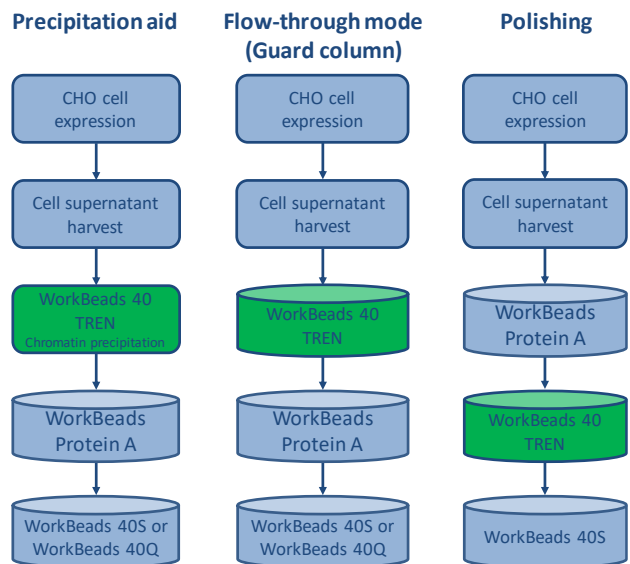 Precipitation aid
CHO cell
expression
Cell supernatant
harvest
WorkBeads 40
TREN
Chromatin precipitation
WorkBeads
Protein A
WorkBeads 40S or
WorkBeads 40Q
Flow-through mode
(Guard column)
CHO cell
expression
Cell supernatant
harvest
WorkBeads 40
TREN
WorkBeads
Protein A
WorkBeads 40S or
WorkBeads 40Q
Polishing
CHO cell
expression
Cell supernatant
harvest
WorkBeads
Protein A
WorkBeads 40
TREN
WorkBeads 40S